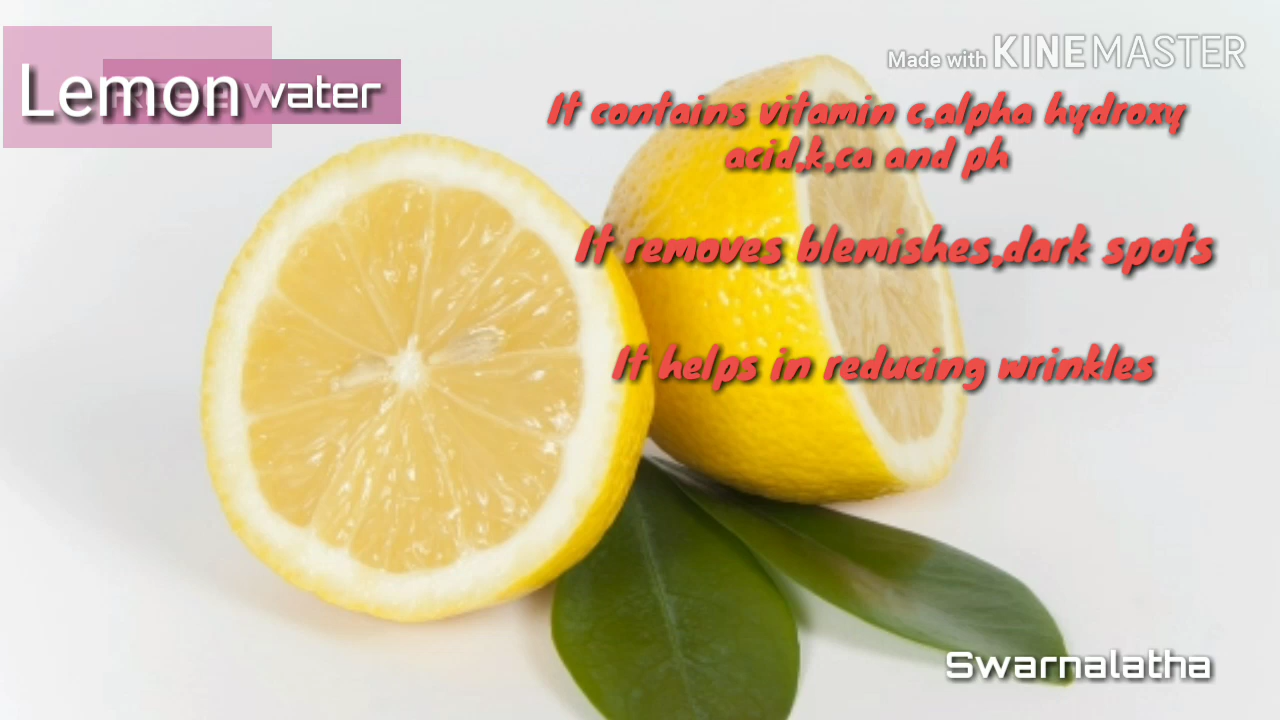 Made with KINEMASTER
Lemon
water
It contains vitamin c,alpha hydroxy
acid,k,ca and ph
It removes blemishes,dark spots
It helps in reducing wrinkles
Swarnalatha